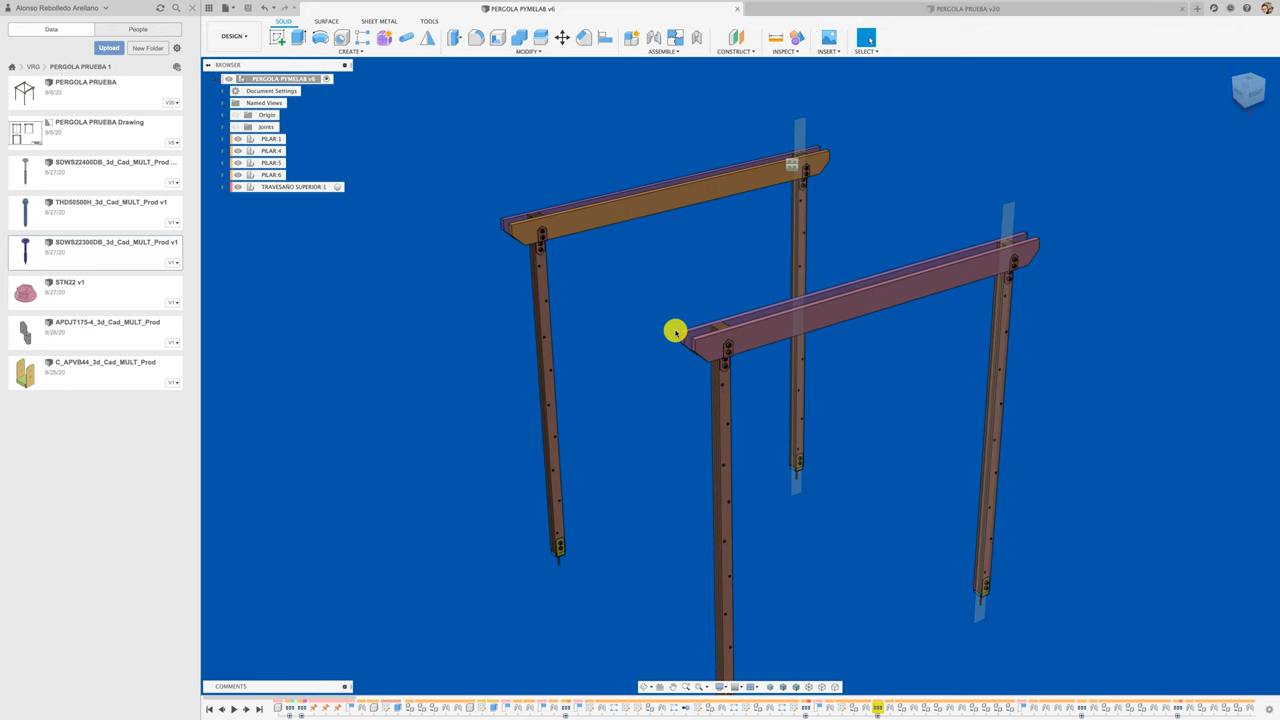 Alonso Rebolledo Arellano
PERGOLA PYMELAB v6
PERGOLA PRUEBA v20
Data
People
Upload
New Folder
VRG
PERGOLA PRUEBA 1
PERGOLA PRUEBA
9/6/20
V20
PERGOLA PRUEBA Drawing
9/6/20
V5
SDWS22400DB_3d_Cad_MULT_Prod ...
8/27/20
V1
THD50500H_3d_Cad_MULT_Prod v1
8/27/20
V1
SDWS22300DB_3d_Cad_MULT_Prod v1
8/27/20
V1
STN22 v1
8/27/20
V1
APDJT175-4_3d_Cad_MULT_Prod
8/26/20
V1
C_APVB44_3d_Cad_MULT_Prod
8/25/20
V1
DESIGN
SOLID
SURFACE
SHEET METAL
TOOLS
CREATE
MODIFY
ASSEMBLE
CONSTRUCT
INSPECT
INSERT
SELECT
BROWSER
PERGOLA PYMELAB v6
Document Settings
Named Views
Origin
Joints
PILAR:1
PILAR:4
PILAR:5
PILAR:6
TRAVESAÑO SUPERIOR:1
COMMENTS